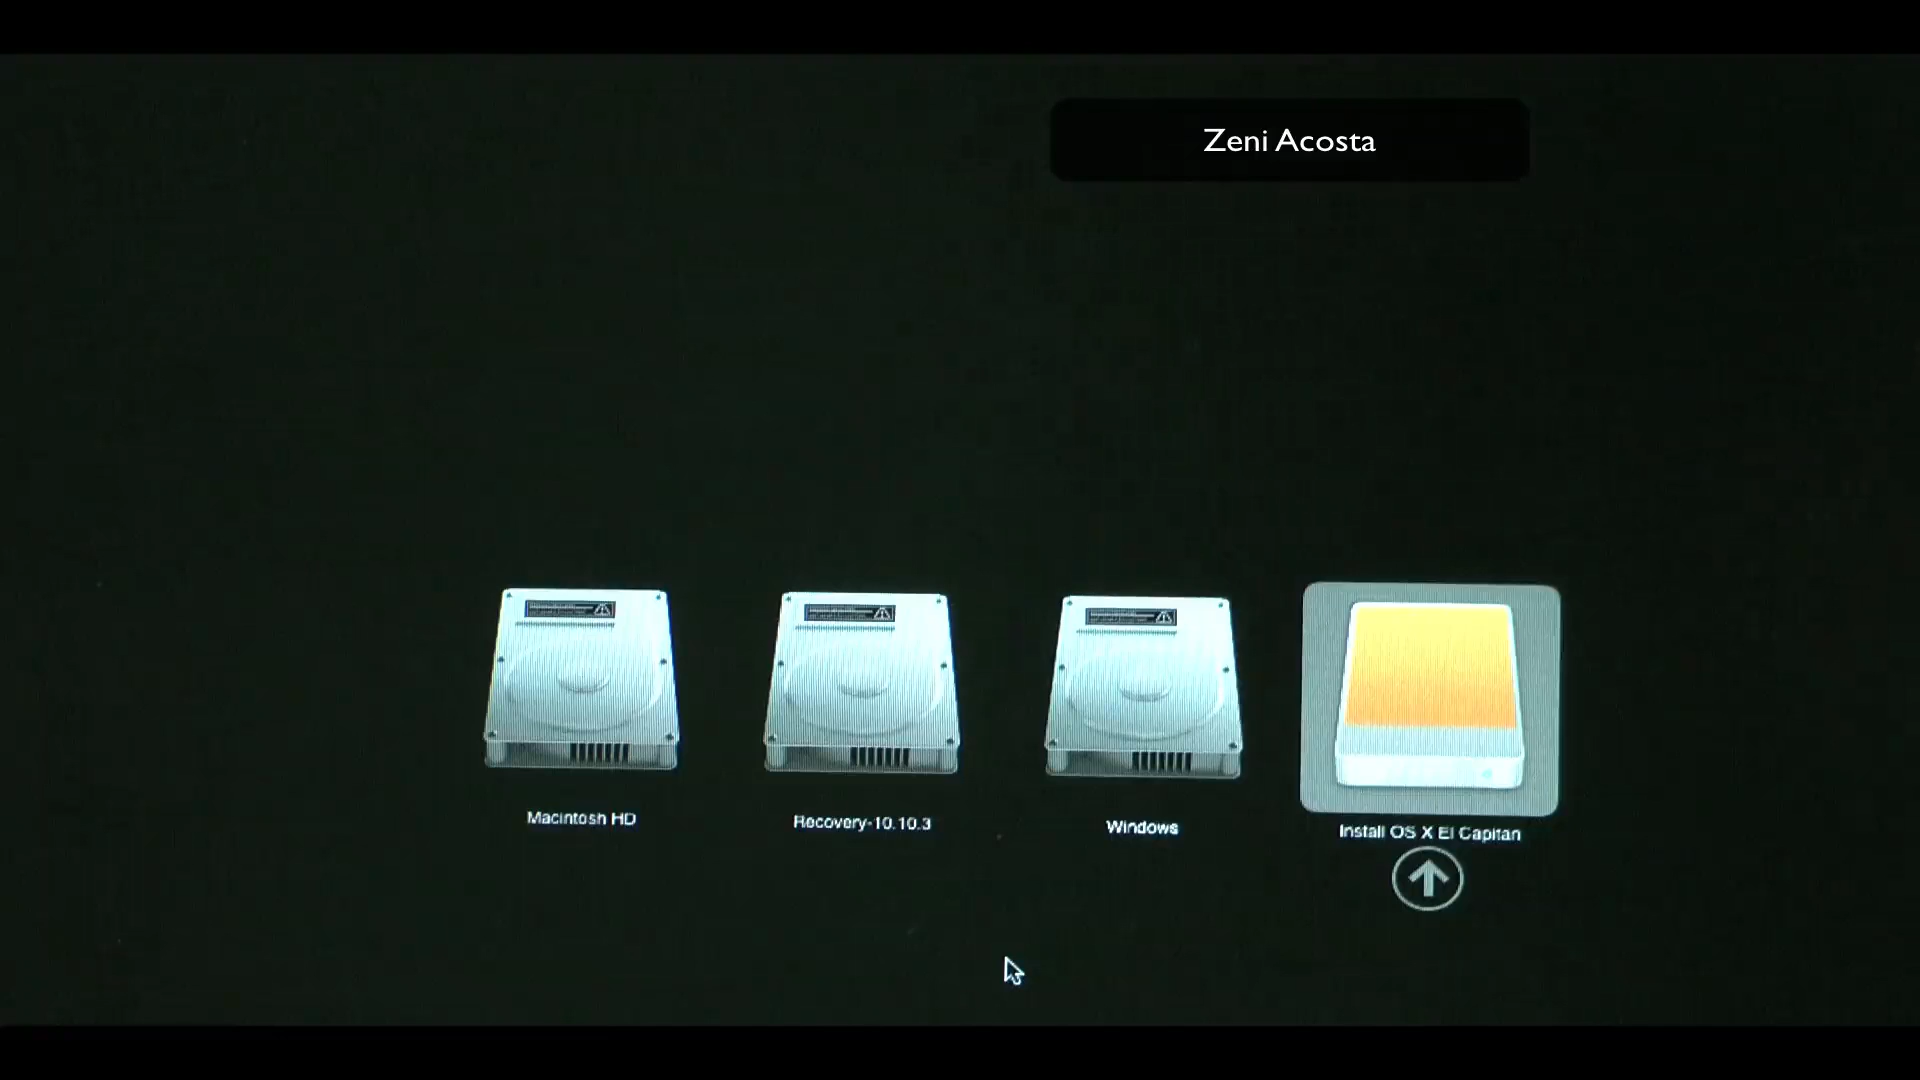 Zeni Acosta
Macintosh HD
Recovery-10.10.3
Windows
Install OS X El Capitan